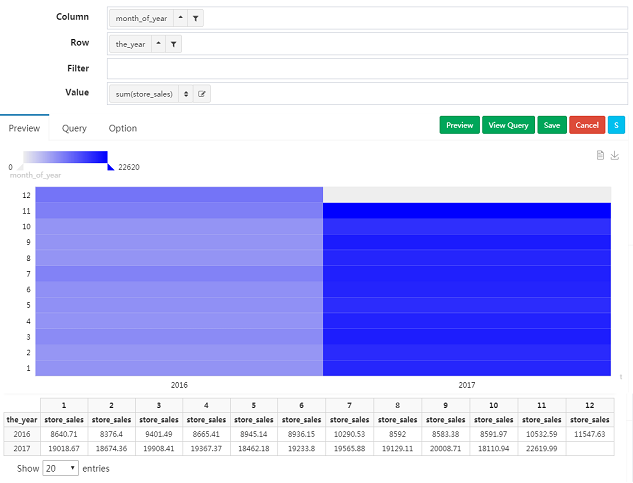 Column month_of_year
Row the_year
Filter
Value sum(store_sales)
Preview Query Option Preview View Query Save Cancel S
0 22620
month_of_year
12
11
10
9
8
7
6
5
4
3
2
1
2016 2017
1 2 3 4 5 6 7 8 9 10 11 12
the_year store_sales store_sales store_sales store_sales store_sales store_sales store_sales store_sales store_sales store_sales store_sales store_sales
2016 8640.71 8376.4 9401.49 8665.41 8945.14 8936.15 10290.53 8592 8583.38 8591.97 10532.59 11547.63
2017 19018.67 18674.36 19908.41 19367.37 18462.18 19233.8 19565.88 19129.11 20008.71 18110.94 22619.99
Show 20 entries